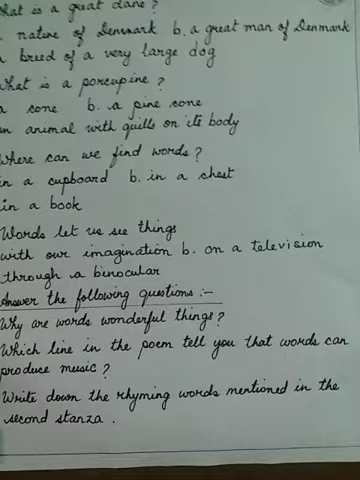 hat is a great dane?
native of Denmark b. a great man of Denmark
breed of a very large dog
What is a porcupine?
a cone b. a pine cone
an animal with quills on its body
Where can we find words?
in a cupboard b. in a chest
in a book
Words let us see things
with our imagination b. on a television
through a binocular
Answer the following questions:-
Why are words wonderful things?
Which line in the poem tell you that words can
produce music?
Write down the rhyming words mentioned in the
second stanza.